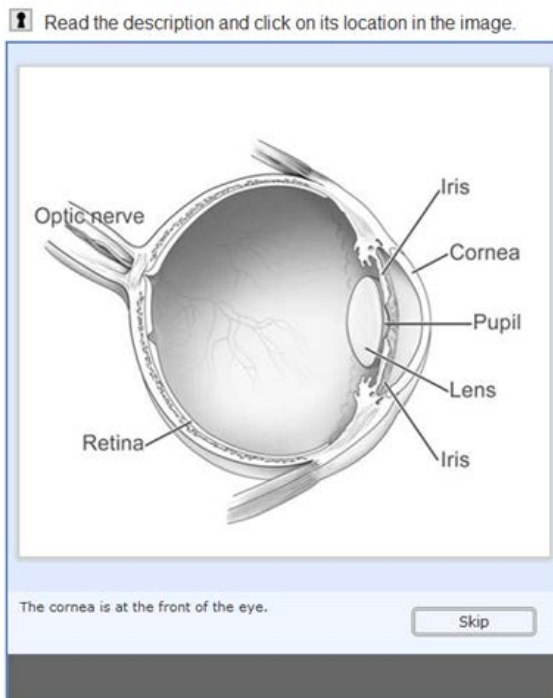 Read the description and click on its location in the image.
Iris
Optic nerve
Cornea
Pupil
Lens
Retina
Iris
The cornea is at the front of the eye.
Skip